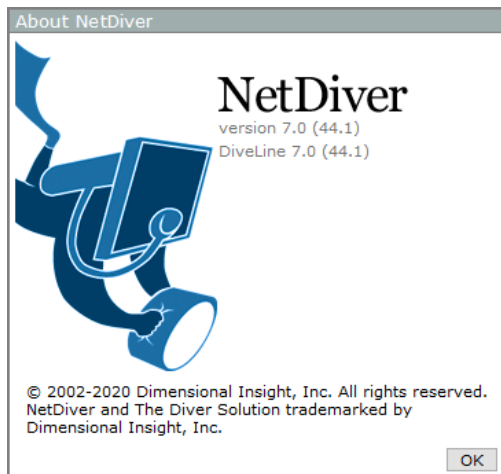 About NetDiver
NetDiver
version 7.0 (44.1)
DiveLine 7.0 (44.1)
© 2002-2020 Dimensional Insight, Inc. All rights reserved.
NetDiver and The Diver Solution trademarked by
Dimensional Insight, Inc.
OK